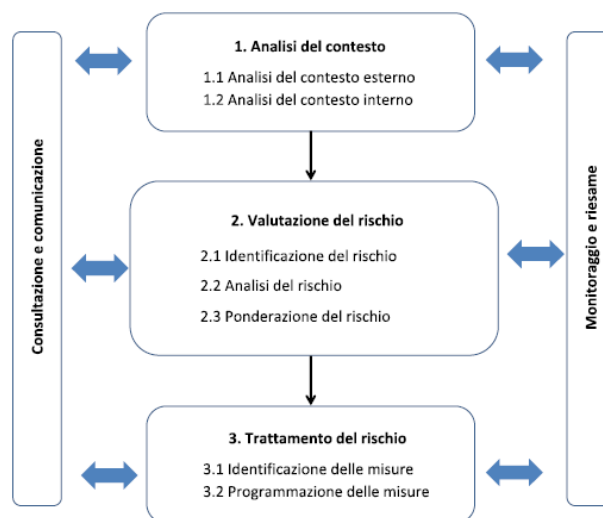 Consultazione e comunicazione
1. Analisi del contesto
1.1 Analisi del contesto esterno
1.2 Analisi del contesto interno
2. Valutazione del rischio
2.1 Identificazione del rischio
2.2 Analisi del rischio
2.3 Ponderazione del rischio
3. Trattamento del rischio
3.1 Identificazione delle misure
3.2 Programmazione delle misure
Monitoraggio e riesame